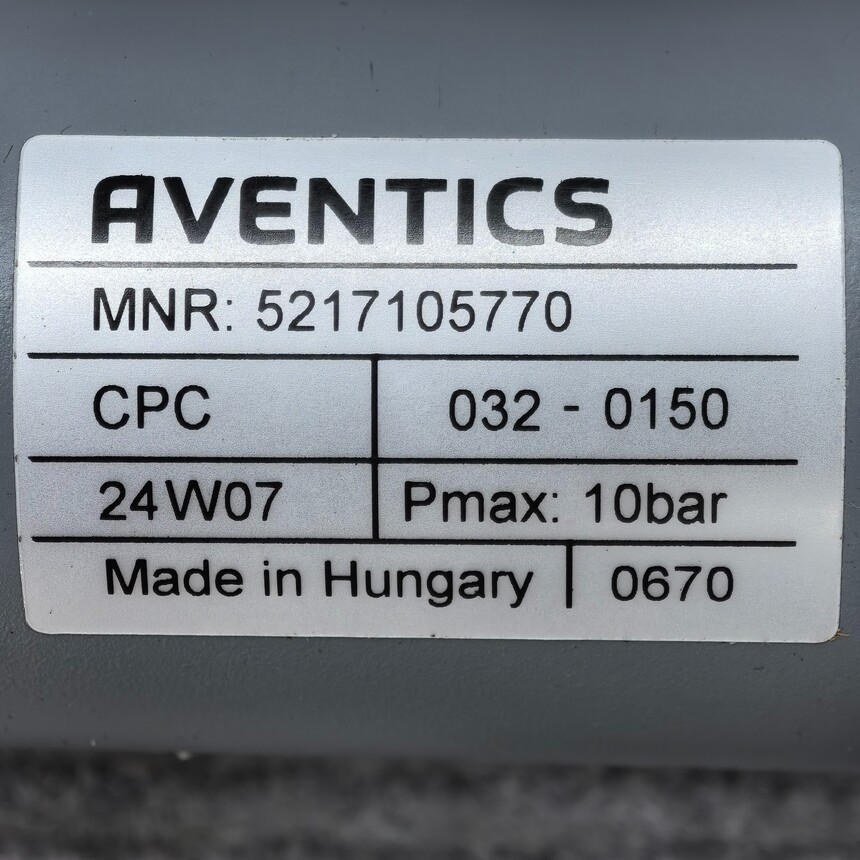 AVENTICS
MNR: 5217105770
CPC 032 - 0150
24W07 Pmax: 10bar
Made in Hungary 0670